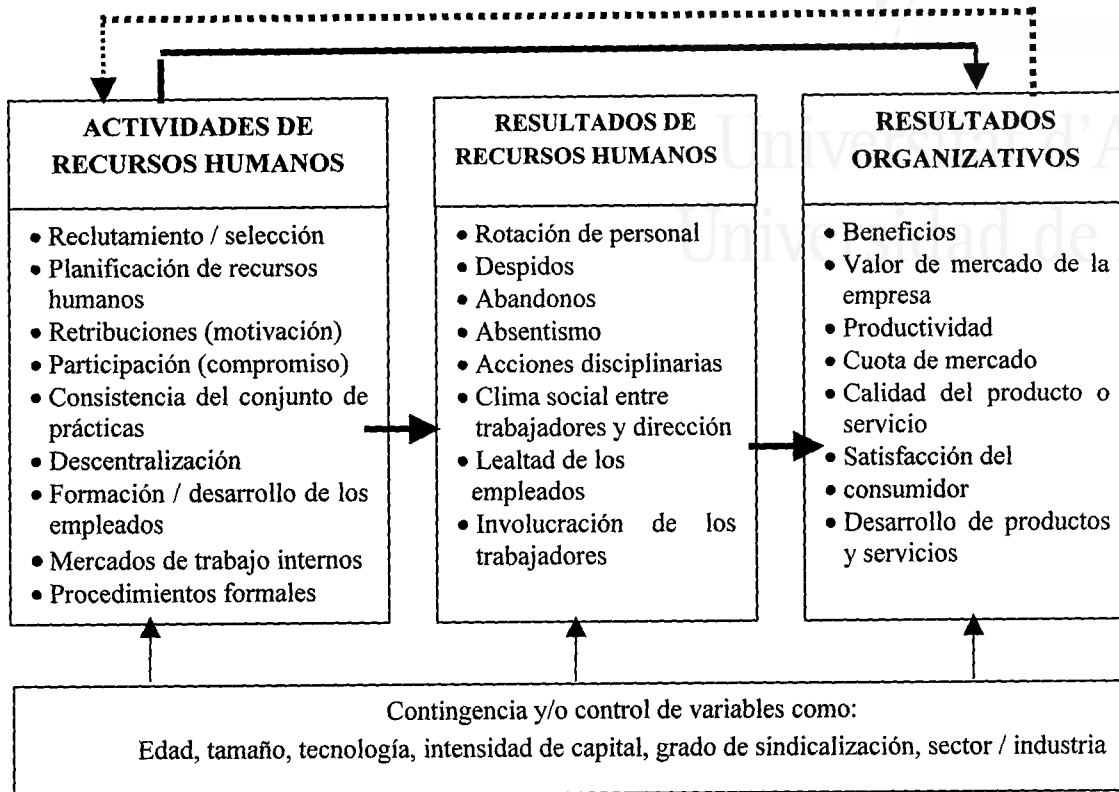 ACTIVIDADES DE
RECURSOS HUMANOS
• Reclutamiento / selección
• Planificación de recursos
humanos
• Retribuciones (motivación)
• Participación (compromiso)
• Consistencia del conjunto de
prácticas
• Descentralización
• Formación / desarrollo de los
empleados
• Mercados de trabajo internos
• Procedimientos formales
RESULTADOS DE
RECURSOS HUMANOS
• Rotación de personal
• Despidos
• Abandonos
• Absentismo
• Acciones disciplinarias
• Clima social entre
trabajadores y dirección
• Lealtad de los
empleados
• Involucración de los
trabajadores
RESULTADOS
ORGANIZATIVOS
• Beneficios
• Valor de mercado de la
empresa
• Productividad
• Cuota de mercado
• Calidad del producto o
servicio
• Satisfacción del
• consumidor
• Desarrollo de productos
y servicios
Contingencia y/o control de variables como:
Edad, tamaño, tecnología, intensidad de capital, grado de sindicalización, sector / industria
Universitat d'A
Universidad de